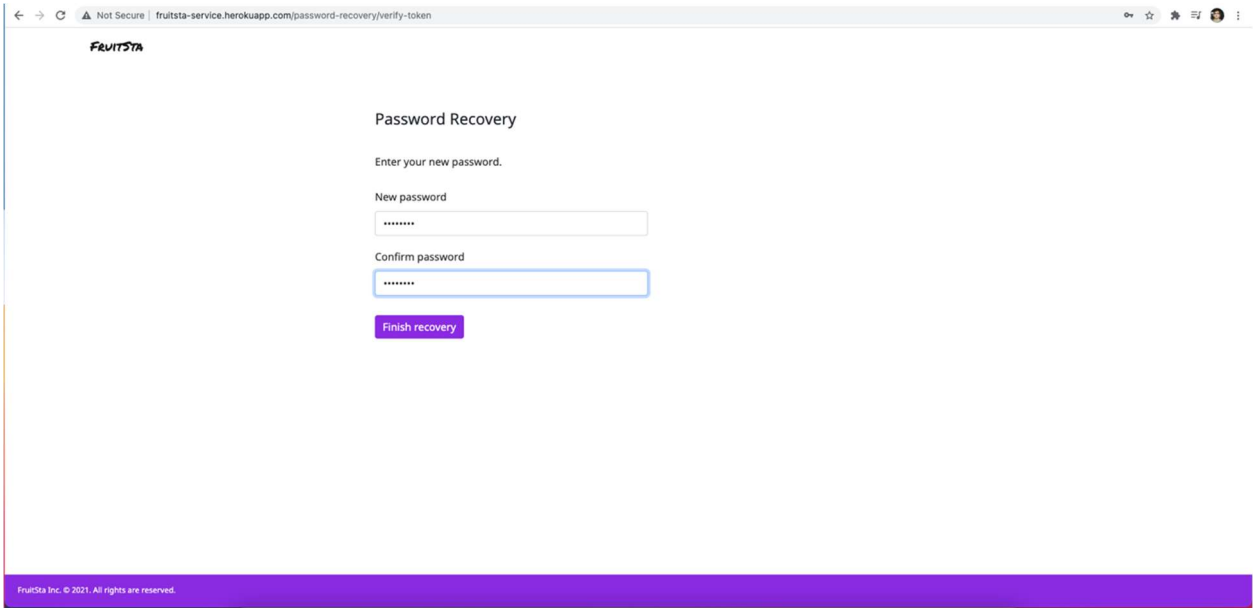 Not Secure | fruitsta-service.herokuapp.com/password-recovery/verify-token
FRUITSTA
Password Recovery
Enter your new password.
New password
••••••••
Confirm password
••••••••
Finish recovery
FruitSta Inc. © 2021. All rights are reserved.